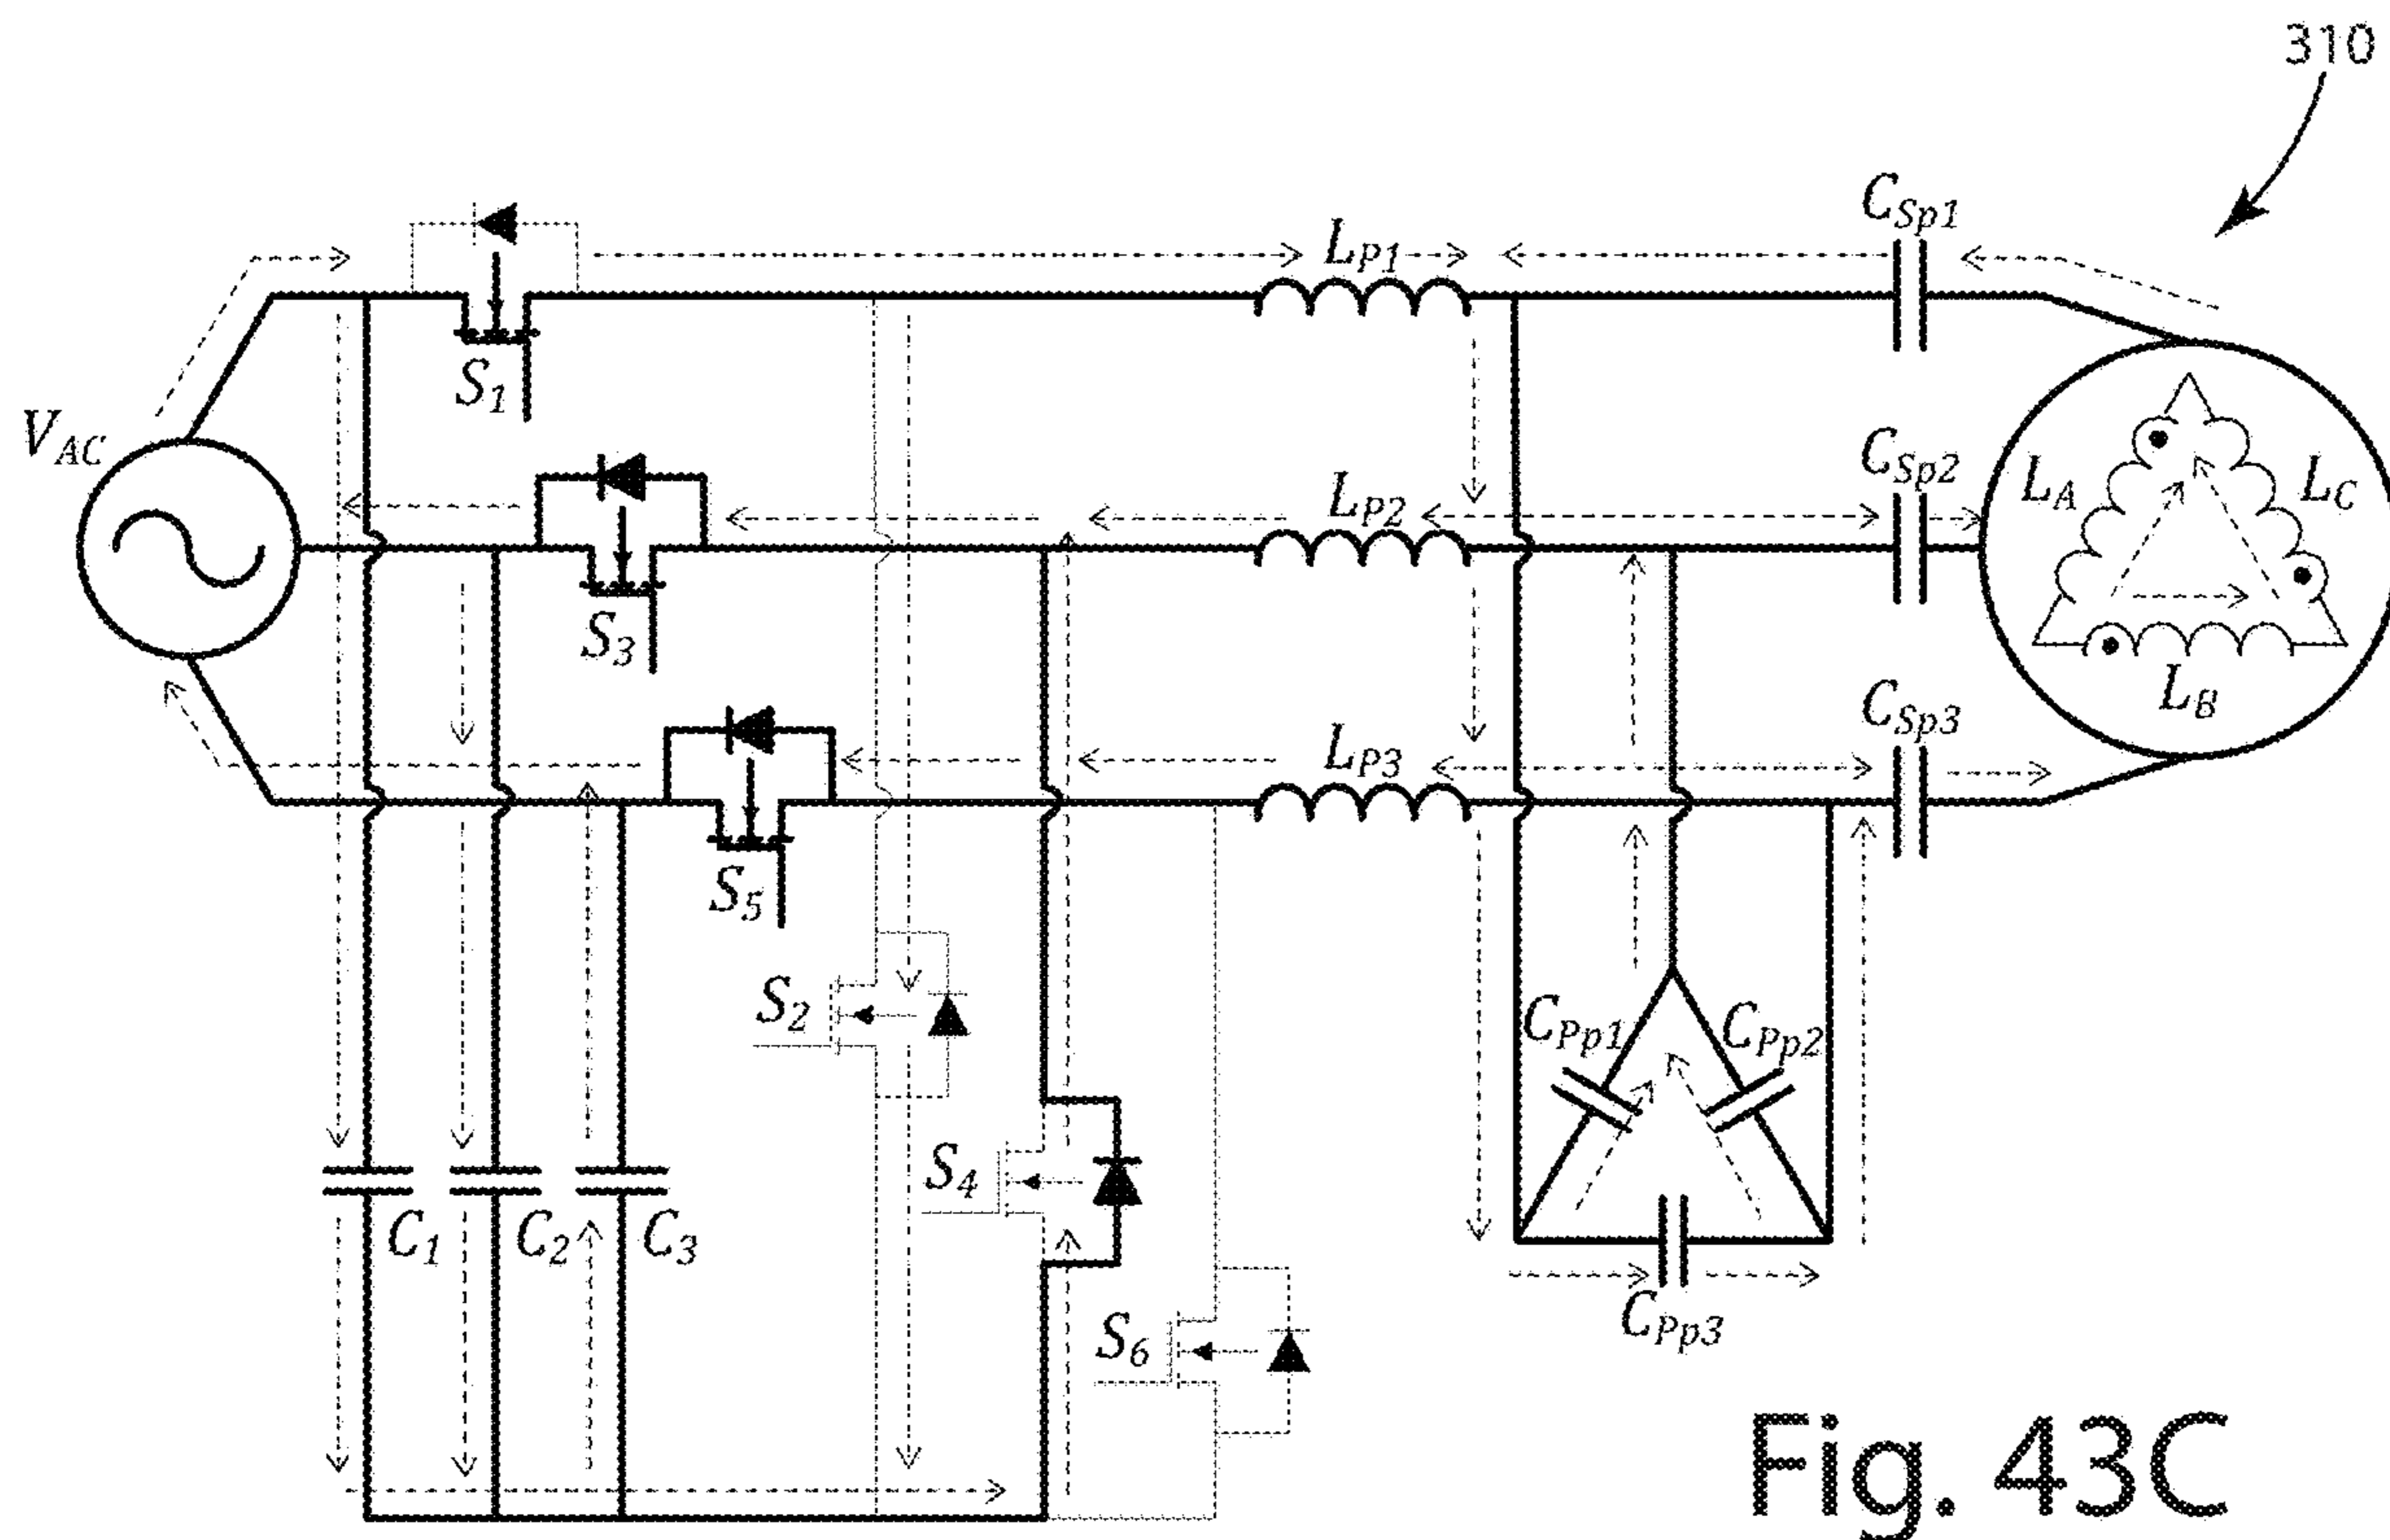 310
C_{Sp1}
L_{P1}
S_1
V_{AC}
C_{Sp2}
L_{P2}
L_A
L_C
S_3
L_B
C_{Sp3}
L_{P3}
S_5
S_2
C_{Pp1}
C_{Pp2}
S_4
C_1
C_2
C_3
C_{Pp3}
S_6
Fig. 43C